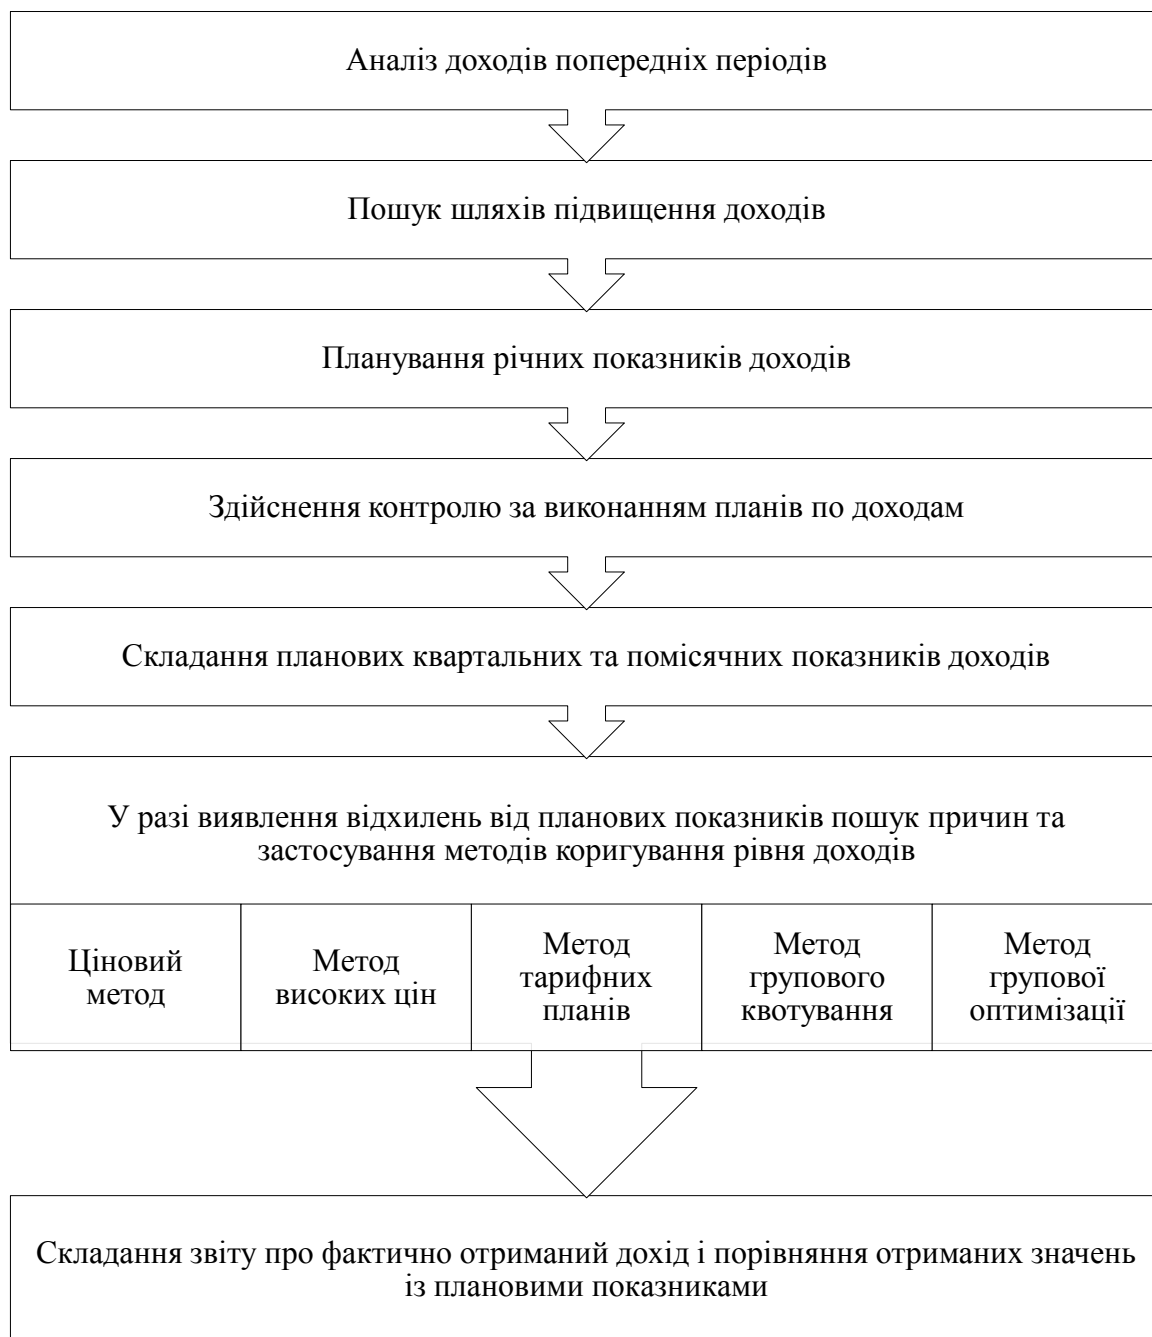 Аналіз доходів попередніх періодів
Пошук шляхів підвищення доходів
Планування річних показників доходів
Здійснення контролю за виконанням планів по доходам
Складання планових квартальних та помісячних показників доходів
У разі виявлення відхилень від планових показників пошук причин та
застосування методів коригування рівня доходів
Ціновий
метод
Метод
високих цін
Метод
тарифних
планів
Метод
групового
квотування
Метод
групової
оптимізації
Складання звіту про фактично отриманий дохід і порівняння отриманих значень
із плановими показниками